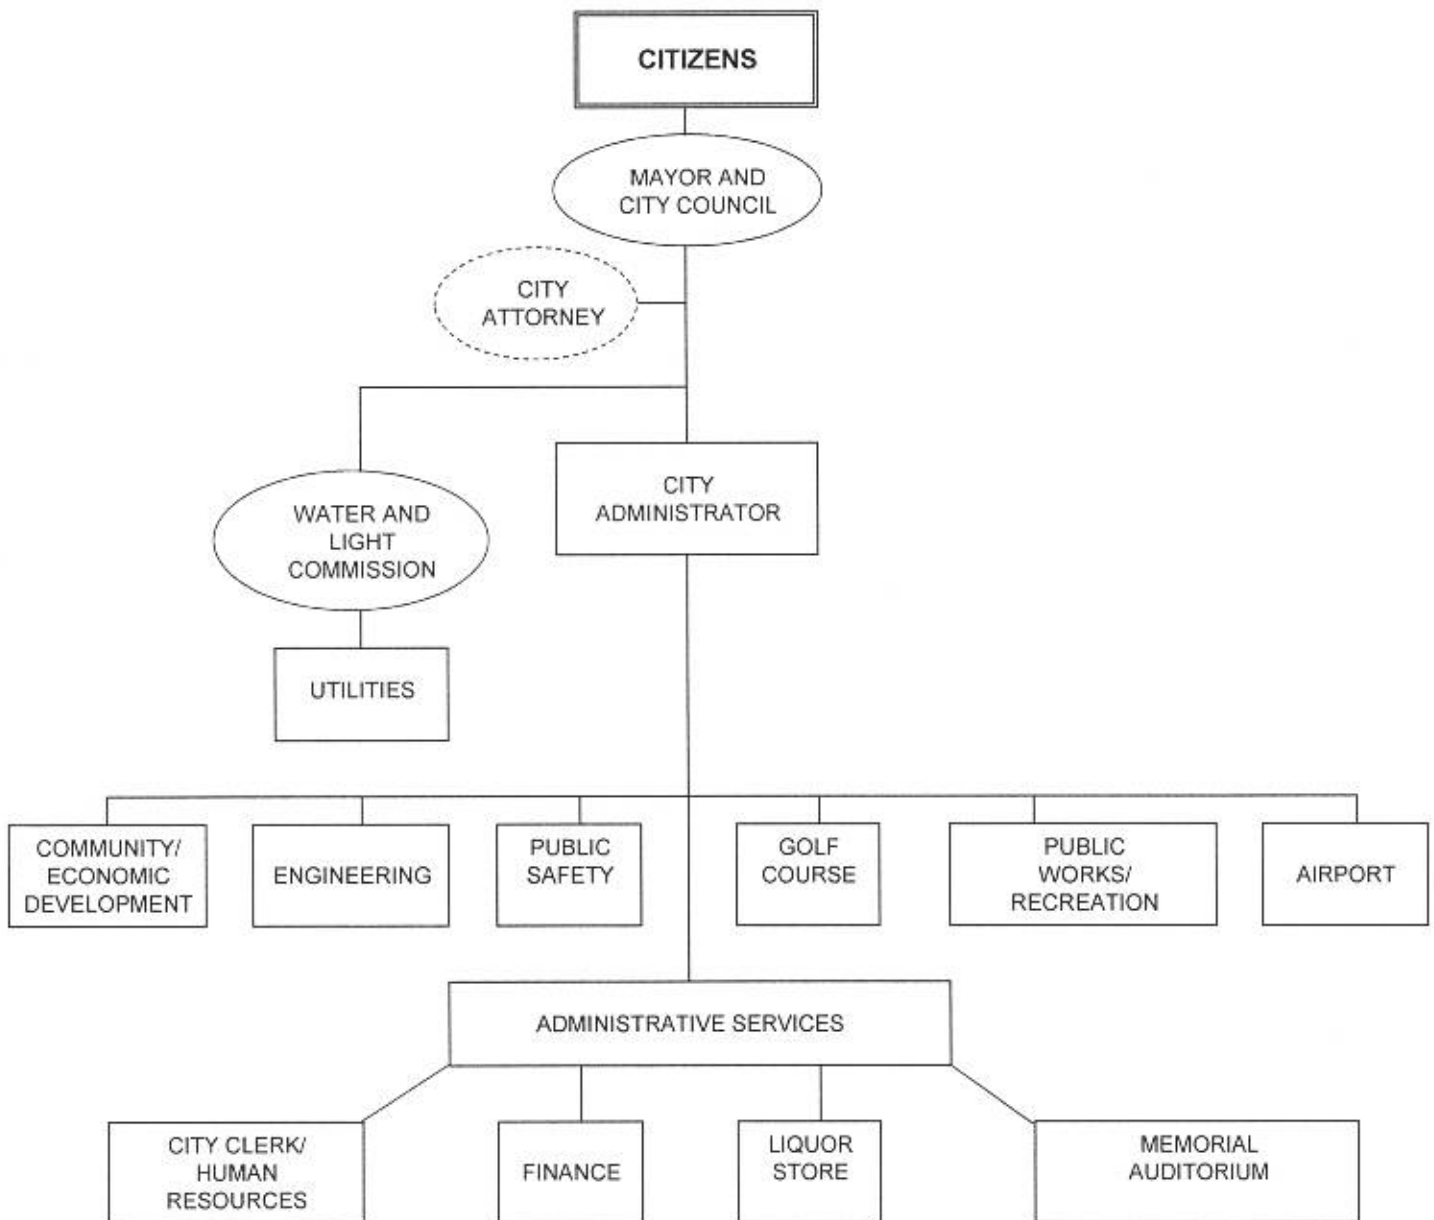 CITIZENS
MAYOR AND
CITY COUNCIL
CITY
ATTORNEY
CITY
ADMINISTRATOR
WATER AND
LIGHT
COMMISSION
UTILITIES
COMMUNITY/
ECONOMIC
DEVELOPMENT
ENGINEERING
PUBLIC
SAFETY
GOLF
COURSE
PUBLIC
WORKS/
RECREATION
AIRPORT
ADMINISTRATIVE SERVICES
CITY CLERK/
HUMAN
RESOURCES
FINANCE
LIQUOR
STORE
MEMORIAL
AUDITORIUM